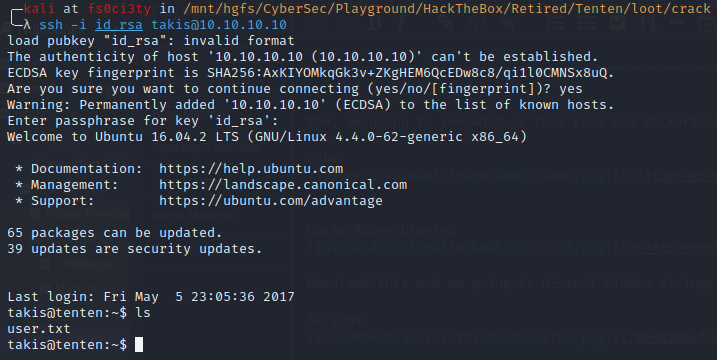 kali at fs0ci3ty in /mnt/hgfs/CyberSec/Playground/HackTheBox/Retired/Tenten/loot/crack
λ ssh -i id_rsa takis@10.10.10.10
load pubkey "id_rsa": invalid format
The authenticity of host '10.10.10.10 (10.10.10.10)' can't be established.
ECDSA key fingerprint is SHA256:AxKIYOMkqGk3v+ZKgHEM6QcEDw8c8/qi1l0CMNSx8uQ.
Are you sure you want to continue connecting (yes/no/[fingerprint])? yes
Warning: Permanently added '10.10.10.10' (ECDSA) to the list of known hosts.
Enter passphrase for key 'id_rsa':
Welcome to Ubuntu 16.04.2 LTS (GNU/Linux 4.4.0-62-generic x86_64)
* Documentation:  https://help.ubuntu.com
* Management:     https://landscape.canonical.com
* Support:        https://ubuntu.com/advantage
65 packages can be updated.
39 updates are security updates.
Last login: Fri May  5 23:05:36 2017
takis@tenten:~$ ls
user.txt
takis@tenten:~$